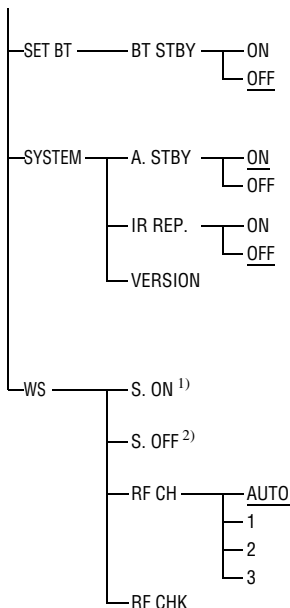 SET BT BT STBY ON
OFF
SYSTEM A. STBY ON
OFF
IR REP. ON
OFF
VERSION
WS S. ON 1)
S. OFF 2)
RF CH AUTO
1
2
3
RF CHK